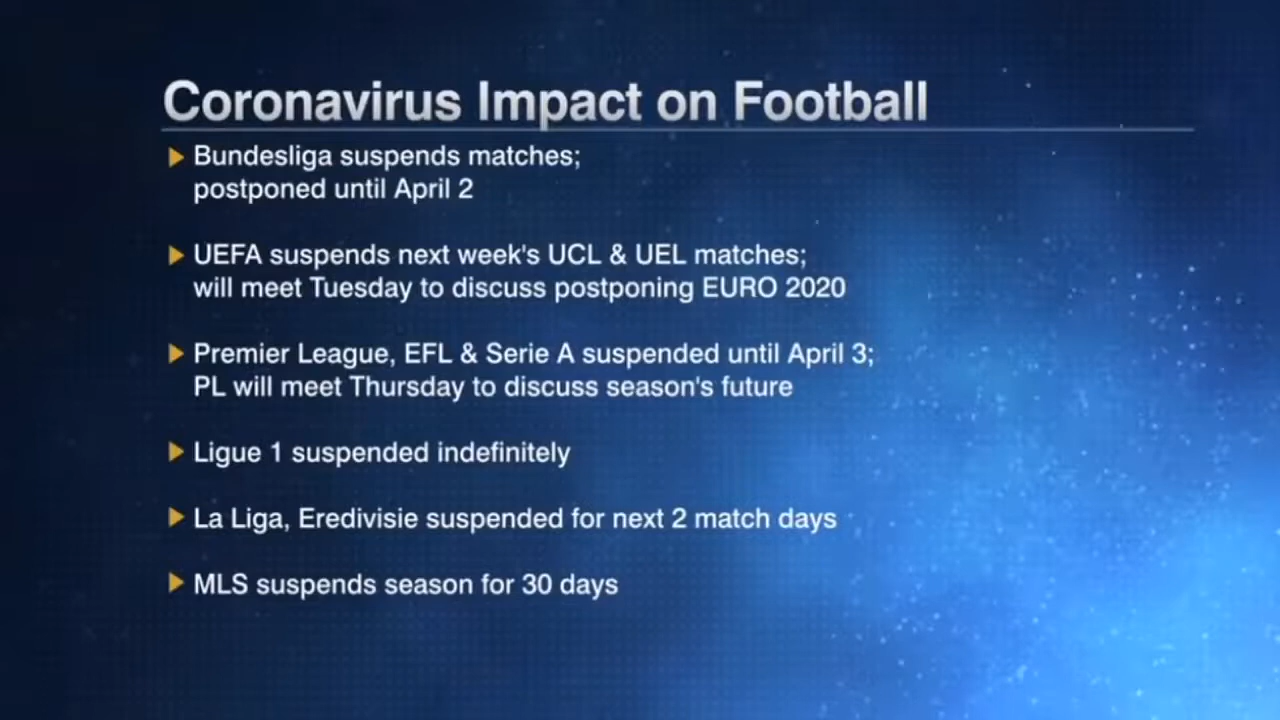 Coronavirus Impact on Football
Bundesliga suspends matches;
postponed until April 2
UEFA suspends next week's UCL & UEL matches;
will meet Tuesday to discuss postponing EURO 2020
Premier League, EFL & Serie A suspended until April 3;
PL will meet Thursday to discuss season's future
Ligue 1 suspended indefinitely
La Liga, Eredivisie suspended for next 2 match days
MLS suspends season for 30 days